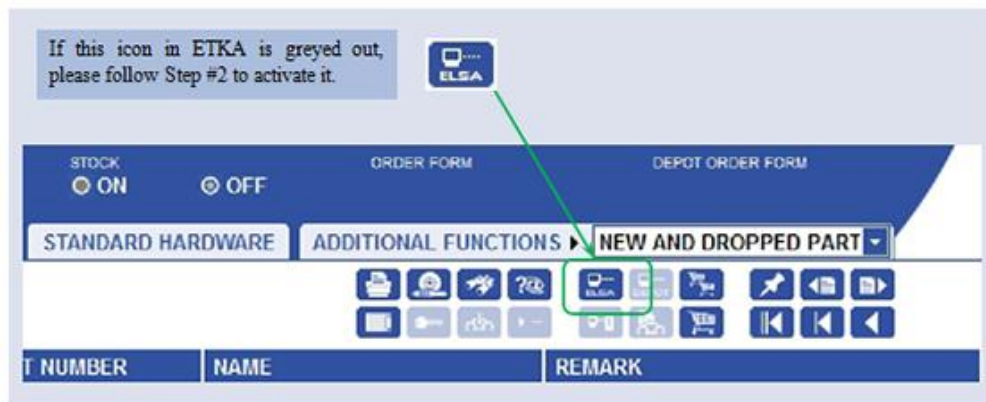 If this icon in ETKA is greyed out,
please follow Step #2 to activate it.
ELSA
STOCK
ORDER FORM
DEPOT ORDER FORM
ON
OFF
STANDARD HARDWARE
ADDITIONAL FUNCTIONS
NEW AND DROPPED PART
?@
ELSA
T NUMBER
NAME
REMARK